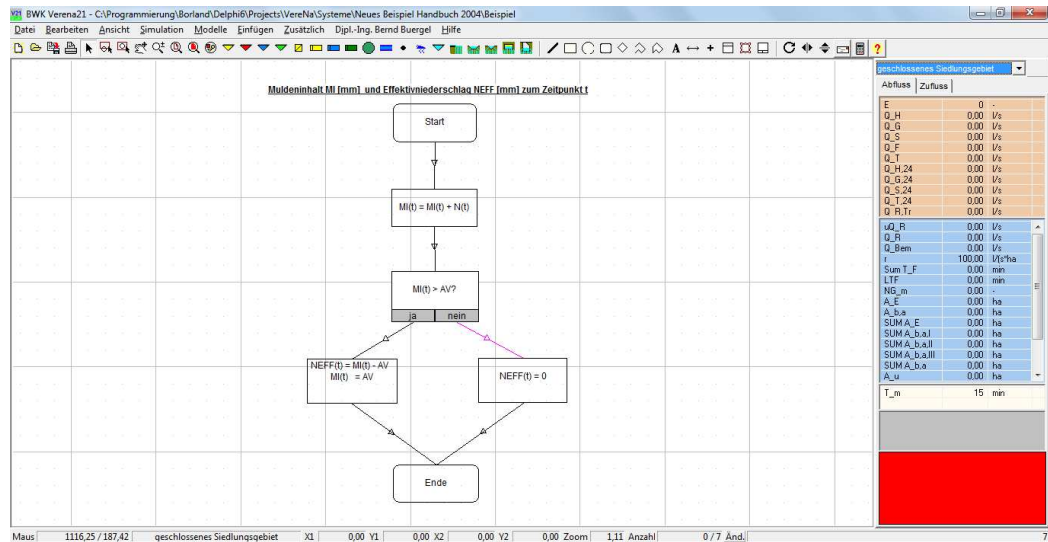 BWK Verena21 - C:\Programmierung\Borland\Delphi6\Projects\VereNa\Systeme\Neues Beispiel Handbuch 2004\Beispiel
Datei Bearbeiten Ansicht Simulation Modelle Einfügen Zusätzlich Djpl.-Ing. Bernd Buergel Hilfe
geschlossenes Siedlungsgebiet
Abfluss Zufluss
Muldeninhalt MI [mm] und Effektivniederschlag NEFF [mm] zum Zeitpunkt t
Start
MI(t) = MI(t) + N(t)
MI(t) > AV?
ja nein
NEFF(t) = MI(t) - AV
MI(t) = AV
NEFF(t) = 0
Ende
E 0 -
Q_H 0,00 l/s
Q_G 0,00 l/s
Q_S 0,00 l/s
Q_F 0,00 l/s
Q_T 0,00 l/s
Q_H,24 0,00 l/s
Q_G,24 0,00 l/s
Q_S,24 0,00 l/s
Q_T,24 0,00 l/s
Q_R,Tr 0,00 l/s
uQ_R 0,00 l/s
Q_R 0,00 l/s
Q_Bem 0,00 l/s
r 100,00 l/(s*ha
Sum T_F 0,00 min
LTF 0,00 min
NG_m 0,00 -
A_E 0,00 ha
A_b,a 0,00 ha
SUM A_E 0,00 ha
SUM A_b,a,I 0,00 ha
SUM A_b,a,II 0,00 ha
SUM A_b,a,III 0,00 ha
SUM A_b,a 0,00 ha
A_u 0,00 ha
T_m 15 min
Maus 1116,25 / 187,42 geschlossenes Siedlungsgebiet X1 0,00 Y1 0,00 X2 0,00 Y2 0,00 Zoom 1,11 Anzahl 0 / 7 Änd. 7